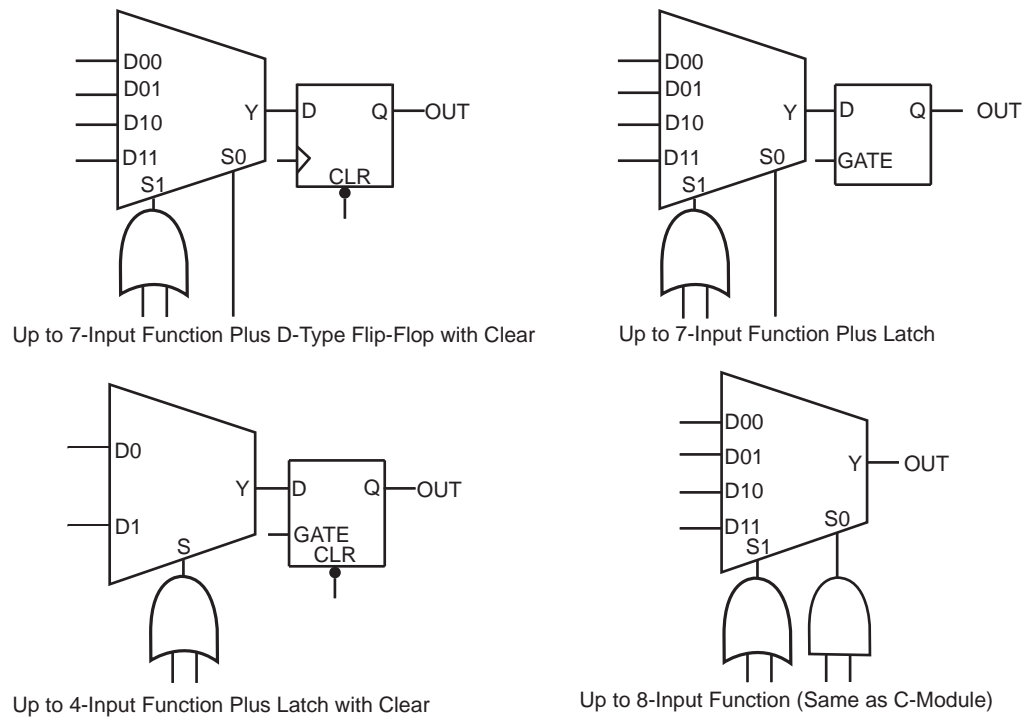 D00
D01
D10
D11
S1
S0
Y
D
Q
CLR
OUT
Up to 7-Input Function Plus D-Type Flip-Flop with Clear
D00
D01
D10
D11
S1
S0
Y
D
Q
GATE
OUT
Up to 7-Input Function Plus Latch
D0
D1
S
Y
D
Q
GATE
CLR
OUT
Up to 4-Input Function Plus Latch with Clear
D00
D01
D10
D11
S1
S0
Y
OUT
Up to 8-Input Function (Same as C-Module)